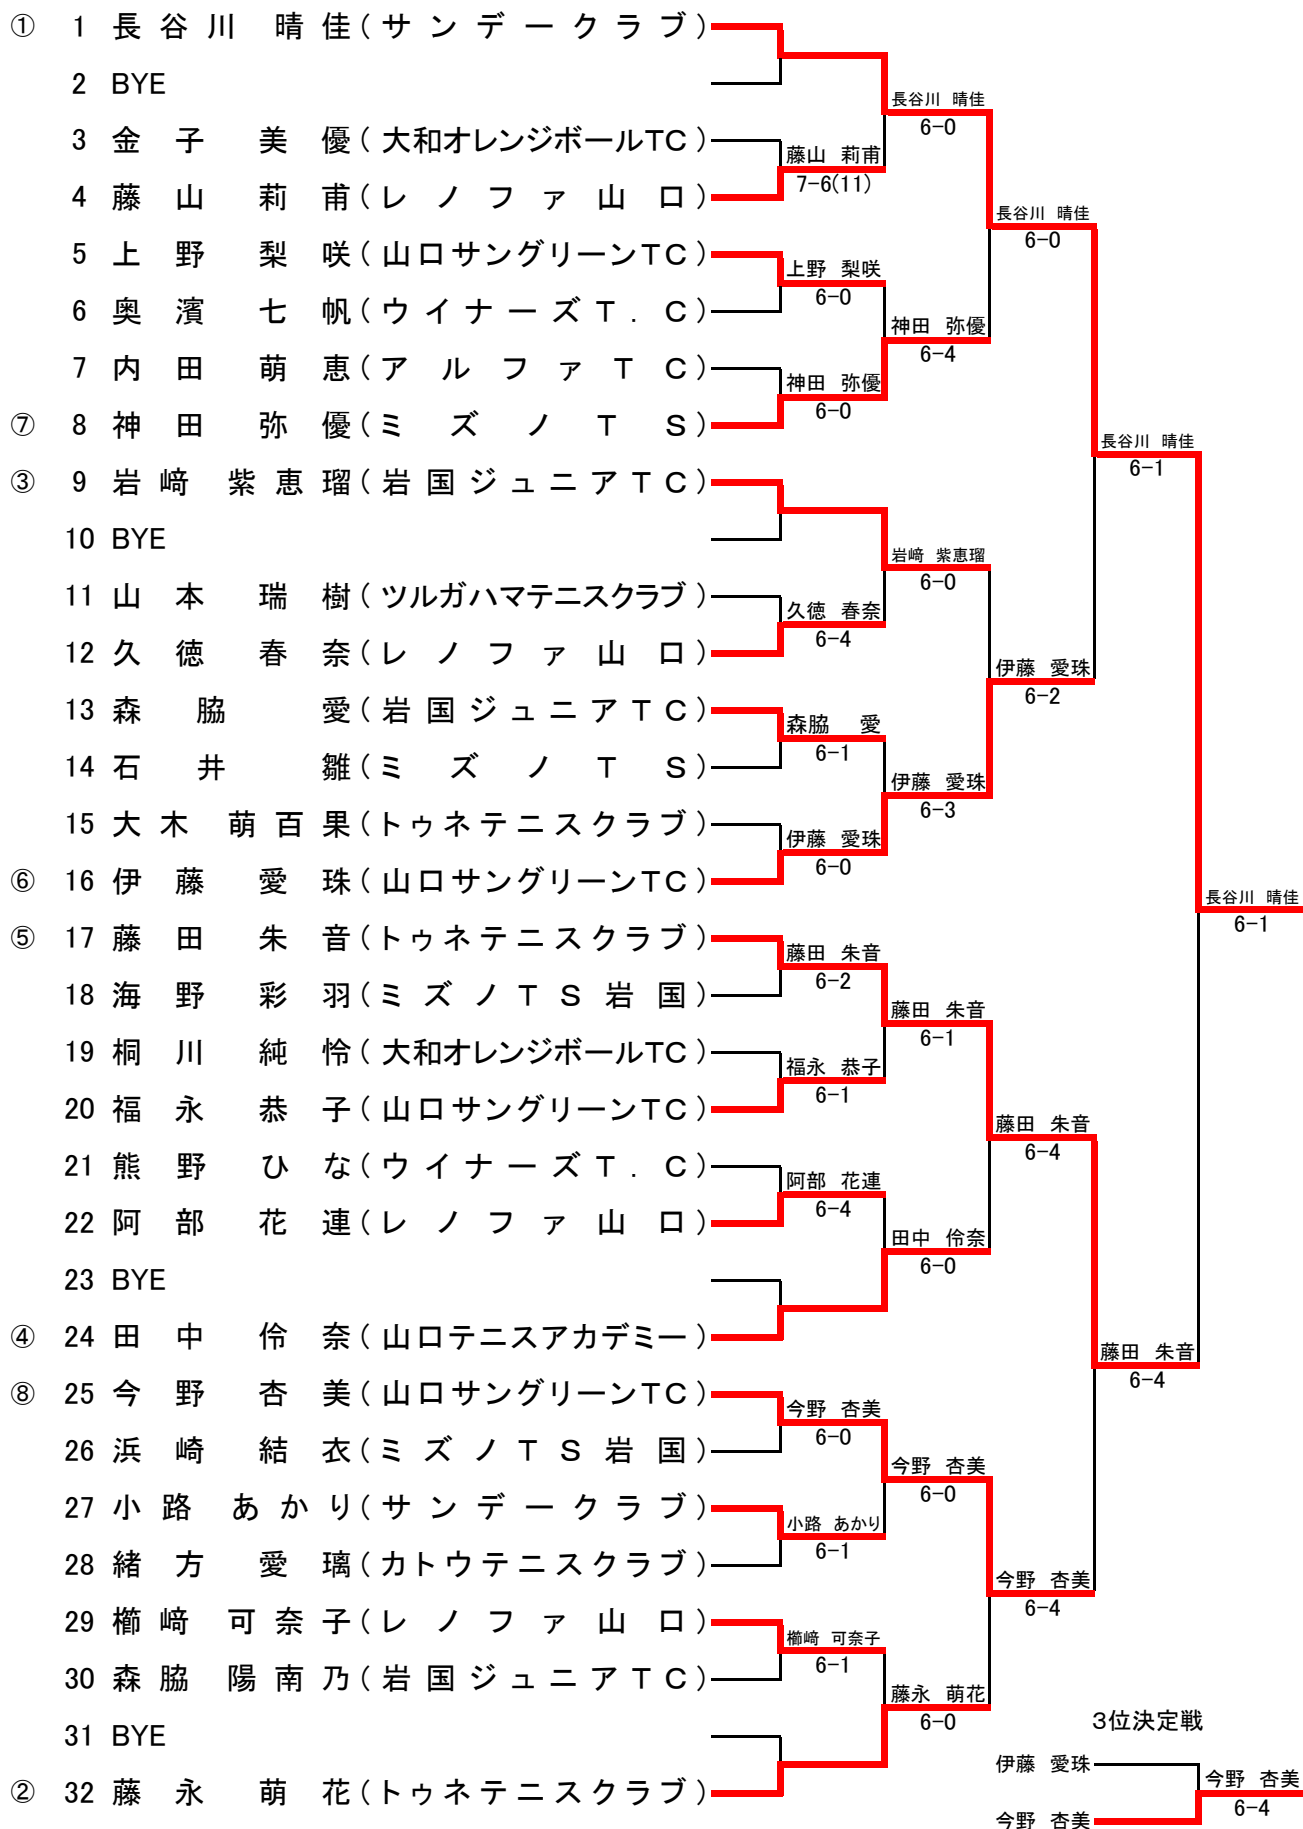 ① 1 長谷川 晴佳(サンデークラブ)
2 BYE
長谷川 晴佳
6-0
3 金子 美優(大和オレンジボールTC)
藤山 莉甫
7-6(11)
4 藤山 莉甫(レノファ山口)
長谷川 晴佳
6-0
5 上野 梨咲(山口サングリーンTC)
上野 梨咲
6-0
6 奥濱 七帆(ウイナーズT.C)
神田 弥優
6-4
7 内田 萌恵(アルファTC)
神田 弥優
6-0
⑦ 8 神田 弥優(ミズノTS)
長谷川 晴佳
6-1
③ 9 岩﨑 紫恵瑠(岩国ジュニアTC)
10 BYE
岩﨑 紫恵瑠
6-0
11 山本 瑞樹(ツルガハマテニスクラブ)
久徳 春奈
6-4
12 久徳 春奈(レノファ山口)
伊藤 愛珠
6-2
13 森脇 愛(岩国ジュニアTC)
森脇 愛
6-1
14 石井 雛(ミズノTS)
伊藤 愛珠
6-3
15 大木 萌百果(トゥネテニスクラブ)
伊藤 愛珠
6-0
⑥ 16 伊藤 愛珠(山口サングリーンTC)
長谷川 晴佳
6-1
⑤ 17 藤田 朱音(トゥネテニスクラブ)
藤田 朱音
6-2
18 海野 彩羽(ミズノTS岩国)
藤田 朱音
6-1
19 桐川 純怜(大和オレンジボールTC)
福永 恭子
6-1
20 福永 恭子(山口サングリーンTC)
藤田 朱音
6-4
21 熊野 ひな(ウイナーズT.C)
阿部 花連
6-4
22 阿部 花連(レノファ山口)
田中 伶奈
6-0
23 BYE
④ 24 田中 伶奈(山口テニスアカデミー)
藤田 朱音
6-4
⑧ 25 今野 杏美(山口サングリーンTC)
今野 杏美
6-0
26 浜崎 結衣(ミズノTS岩国)
今野 杏美
6-0
27 小路 あかり(サンデークラブ)
小路 あかり
6-1
28 緒方 愛璃(カトウテニスクラブ)
今野 杏美
6-4
29 櫛﨑 可奈子(レノファ山口)
櫛﨑 可奈子
6-1
30 森脇 陽南乃(岩国ジュニアTC)
藤永 萌花
6-0
31 BYE
② 32 藤永 萌花(トゥネテニスクラブ)
3位決定戦
伊藤 愛珠
今野 杏美
6-4
今野 杏美